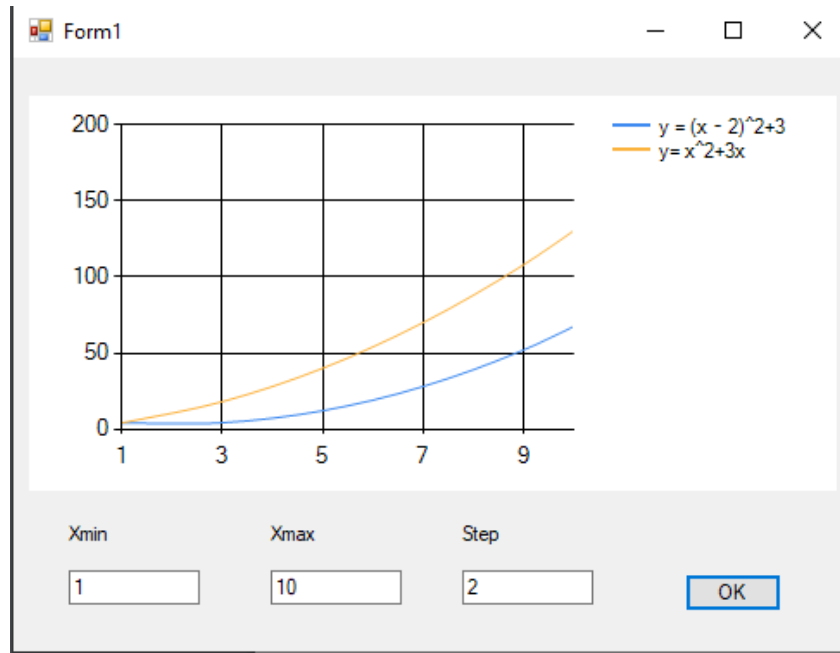 Form1
200
150
100
50
0
1 3 5 7 9
y = (x - 2)^2+3
y= x^2+3x
Xmin Xmax Step
1 10 2
OK